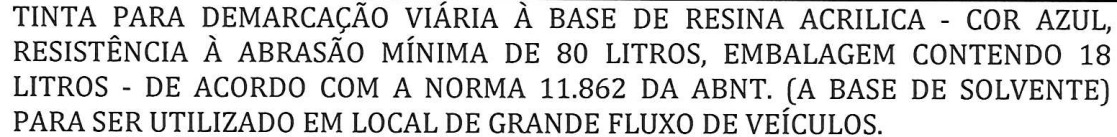 TINTA PARA DEMARCAÇÃO VIÁRIA À BASE DE RESINA ACRILICA - COR AZUL,
RESISTÊNCIA À ABRASÃO MÍNIMA DE 80 LITROS, EMBALAGEM CONTENDO 18
LITROS - DE ACORDO COM A NORMA 11.862 DA ABNT. (A BASE DE SOLVENTE)
PARA SER UTILIZADO EM LOCAL DE GRANDE FLUXO DE VEÍCULOS.